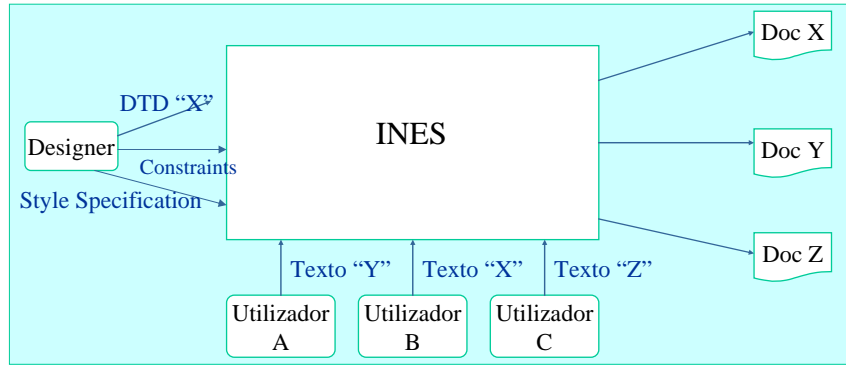 Doc X
DTD “X”
INES
Designer
Doc Y
Constraints
Style Specification
Doc Z
Texto “Y”
Texto “X”
Texto “Z”
Utilizador
A
Utilizador
B
Utilizador
C